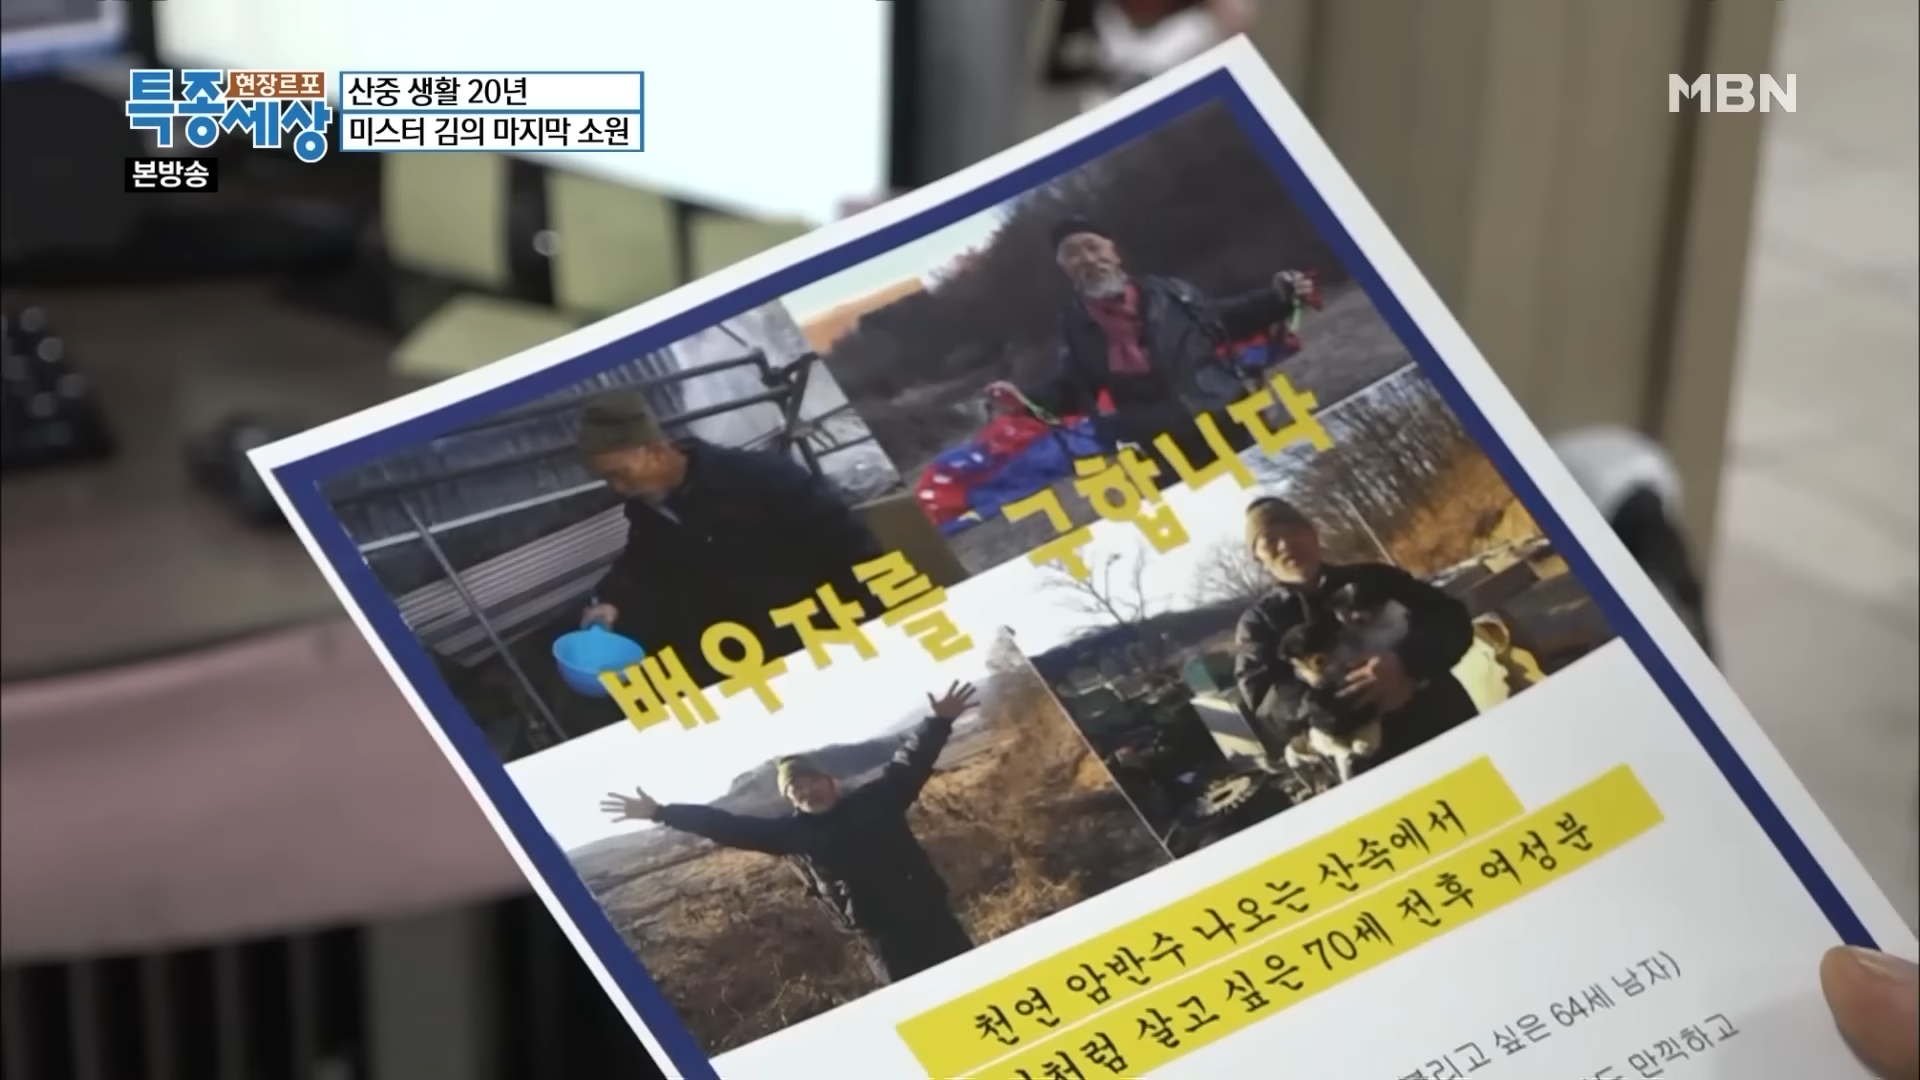 특종세상
현장르포
산중 생활 20년
미스터 김의 마지막 소원
본방송
MBN
배우자를 구합니다
천연 암반수 나오는 산속에서
처럼 살고 싶은 70세 전후 여성분
싶은 64세 남자)
만끽하고